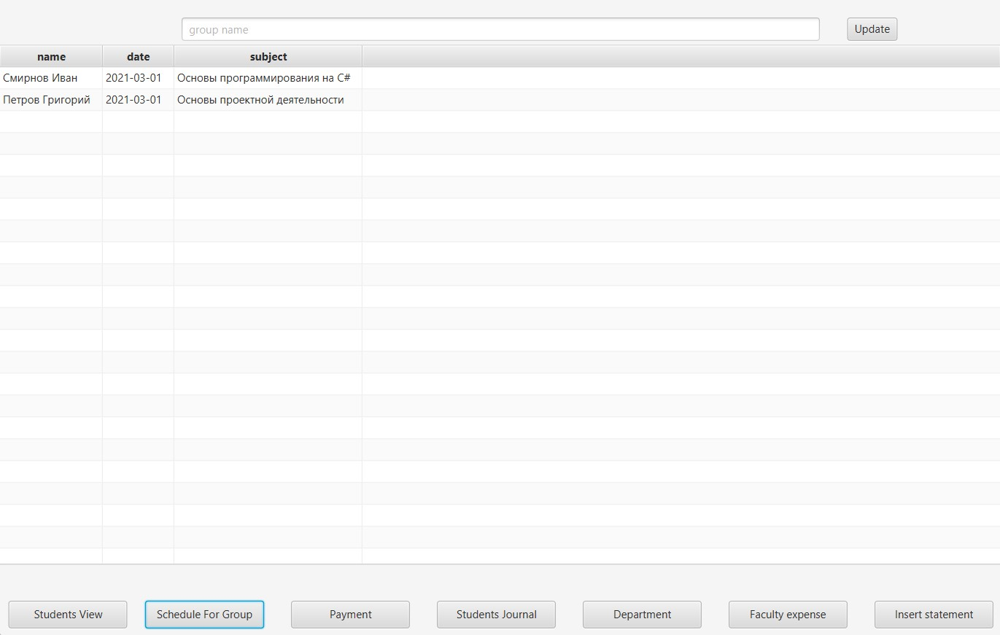 group name
Update
name date subject
Смирнов Иван 2021-03-01 Основы программирования на C#
Петров Григорий 2021-03-01 Основы проектной деятельности
Students View Schedule For Group Payment Students Journal Department Faculty expense Insert statement